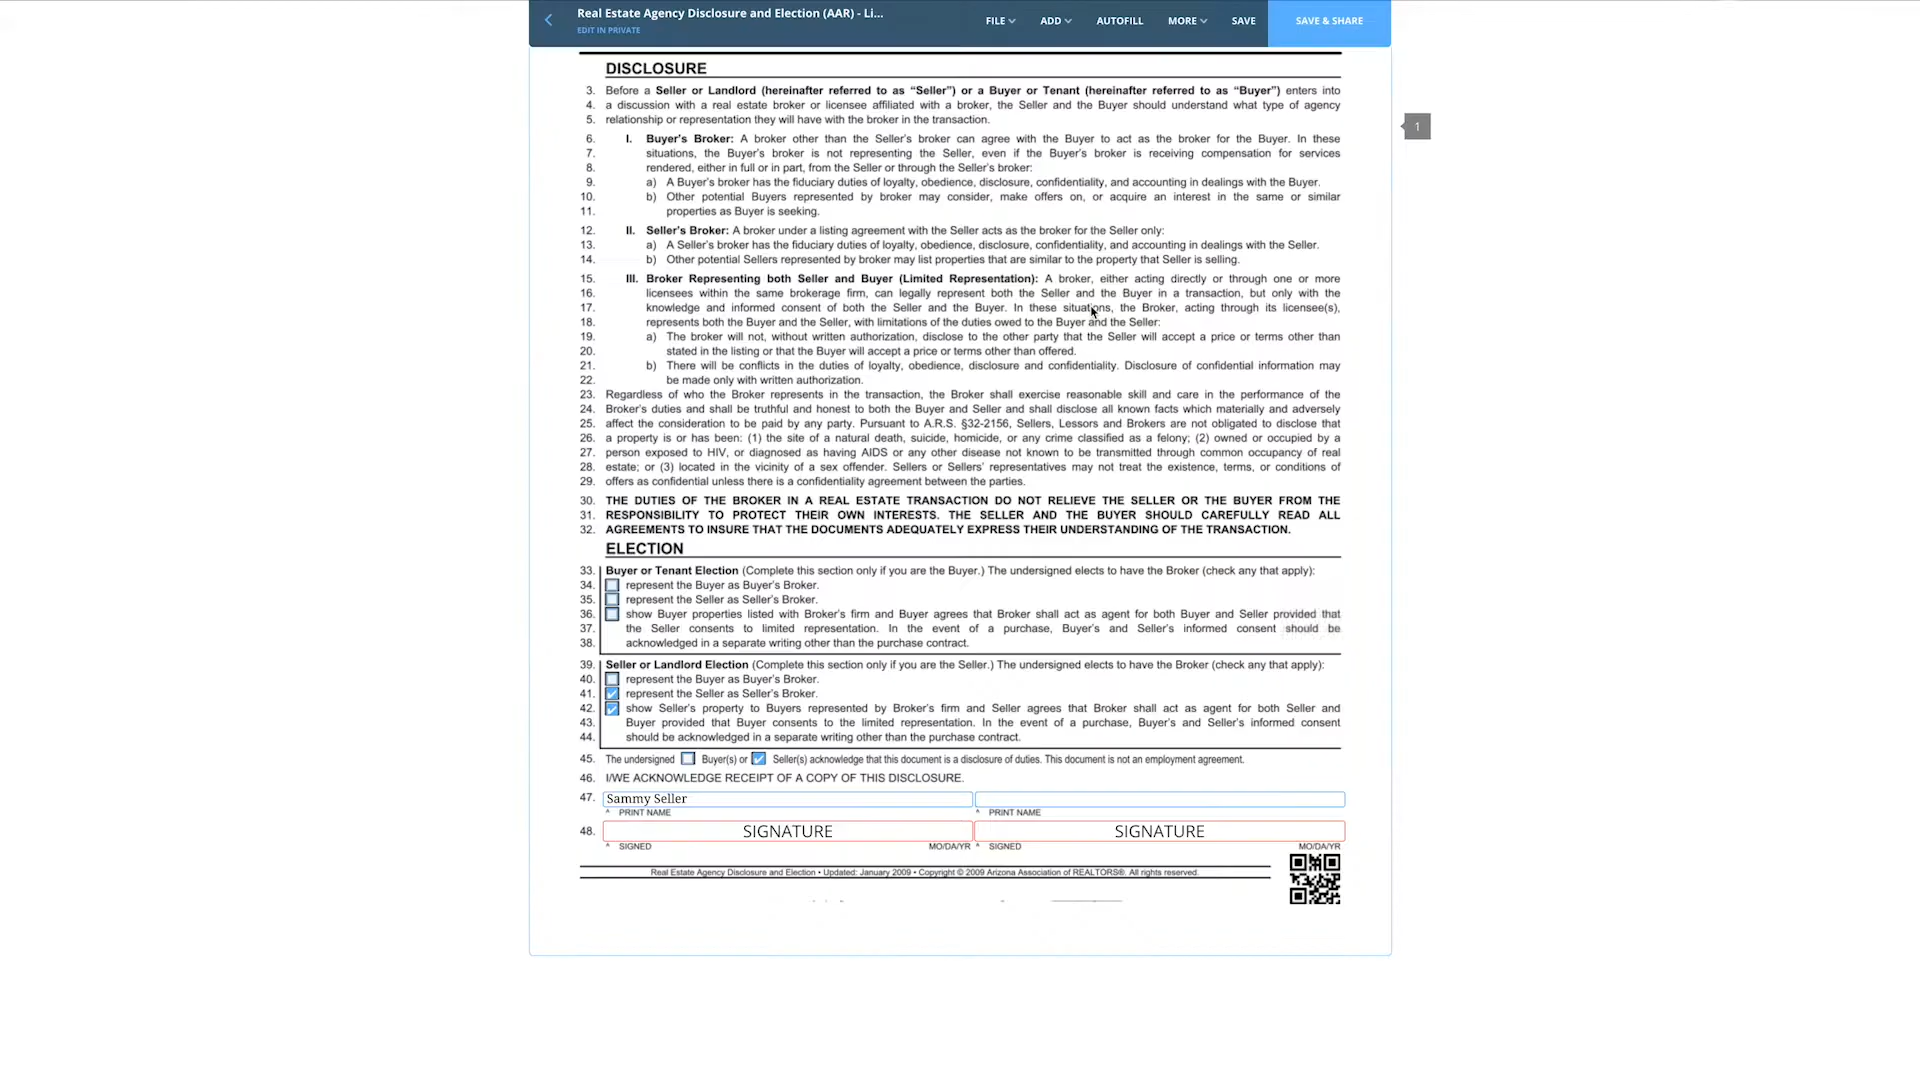 Real Estate Agency Disclosure and Election (AAR) - Li...
EDIT IN PRIVATE
FILE ADD AUTOFILL MORE SAVE SAVE & SHARE
1
DISCLOSURE
3. Before a Seller or Landlord (hereinafter referred to as “Seller”) or a Buyer or Tenant (hereinafter referred to as “Buyer”) enters into
4. a discussion with a real estate broker or licensee affiliated with a broker, the Seller and the Buyer should understand what type of agency
5. relationship or representation they will have with the broker in the transaction.
6. I. Buyer's Broker: A broker other than the Seller's broker can agree with the Buyer to act as the broker for the Buyer. In these
7. situations, the Buyer's broker is not representing the Seller, even if the Buyer's broker is receiving compensation for services
8. rendered, either in full or in part, from the Seller or through the Seller's broker:
9. a) A Buyer's broker has the fiduciary duties of loyalty, obedience, disclosure, confidentiality, and accounting in dealings with the Buyer.
10. b) Other potential Buyers represented by broker may consider, make offers on, or acquire an interest in the same or similar
11. properties as Buyer is seeking.
12. II. Seller's Broker: A broker under a listing agreement with the Seller acts as the broker for the Seller only:
13. a) A Seller's broker has the fiduciary duties of loyalty, obedience, disclosure, confidentiality, and accounting in dealings with the Seller.
14. b) Other potential Sellers represented by broker may list properties that are similar to the property that Seller is selling.
15. III. Broker Representing both Seller and Buyer (Limited Representation): A broker, either acting directly or through one or more
16. licensees within the same brokerage firm, can legally represent both the Seller and the Buyer in a transaction, but only with the
17. knowledge and informed consent of both the Seller and the Buyer. In these situations, the Broker, acting through its licensee(s),
18. represents both the Buyer and the Seller, with limitations of the duties owed to the Buyer and the Seller:
19. a) The broker will not, without written authorization, disclose to the other party that the Seller will accept a price or terms other than
20. stated in the listing or that the Buyer will accept a price or terms other than offered.
21. b) There will be conflicts in the duties of loyalty, obedience, disclosure and confidentiality. Disclosure of confidential information may
22. be made only with written authorization.
23. Regardless of who the Broker represents in the transaction, the Broker shall exercise reasonable skill and care in the performance of the
24. Broker's duties and shall be truthful and honest to both the Buyer and Seller and shall disclose all known facts which materially and adversely
25. affect the consideration to be paid by any party. Pursuant to A.R.S. §32-2156, Sellers, Lessors and Brokers are not obligated to disclose that
26. a property is or has been: (1) the site of a natural death, suicide, homicide, or any crime classified as a felony; (2) owned or occupied by a
27. person exposed to HIV, or diagnosed as having AIDS or any other disease not known to be transmitted through common occupancy of real
28. estate; or (3) located in the vicinity of a sex offender. Sellers or Sellers' representatives may not treat the existence, terms, or conditions of
29. offers as confidential unless there is a confidentiality agreement between the parties.
30. THE DUTIES OF THE BROKER IN A REAL ESTATE TRANSACTION DO NOT RELIEVE THE SELLER OR THE BUYER FROM THE
31. RESPONSIBILITY TO PROTECT THEIR OWN INTERESTS. THE SELLER AND THE BUYER SHOULD CAREFULLY READ ALL
32. AGREEMENTS TO INSURE THAT THE DOCUMENTS ADEQUATELY EXPRESS THEIR UNDERSTANDING OF THE TRANSACTION.
ELECTION
33. Buyer or Tenant Election (Complete this section only if you are the Buyer.) The undersigned elects to have the Broker (check any that apply):
34. represent the Buyer as Buyer's Broker.
35. represent the Seller as Seller's Broker.
36. show Buyer properties listed with Broker's firm and Buyer agrees that Broker shall act as agent for both Buyer and Seller provided that
37. the Seller consents to limited representation. In the event of a purchase, Buyer's and Seller's informed consent should be
38. acknowledged in a separate writing other than the purchase contract.
39. Seller or Landlord Election (Complete this section only if you are the Seller.) The undersigned elects to have the Broker (check any that apply):
40. represent the Buyer as Buyer's Broker.
41. represent the Seller as Seller's Broker.
42. show Seller's property to Buyers represented by Broker's firm and Seller agrees that Broker shall act as agent for both Seller and
43. Buyer provided that Buyer consents to the limited representation. In the event of a purchase, Buyer's and Seller's informed consent
44. should be acknowledged in a separate writing other than the purchase contract.
45. The undersigned Buyer(s) or Seller(s) acknowledge that this document is a disclosure of duties. This document is not an employment agreement.
46. I/WE ACKNOWLEDGE RECEIPT OF A COPY OF THIS DISCLOSURE.
47. Sammy Seller
^ PRINT NAME ^ PRINT NAME
48. SIGNATURE SIGNATURE
^ SIGNED MO/DA/YR ^ SIGNED MO/DA/YR
Real Estate Agency Disclosure and Election • Updated: January 2009 • Copyright © 2009 Arizona Association of REALTORS®. All rights reserved.